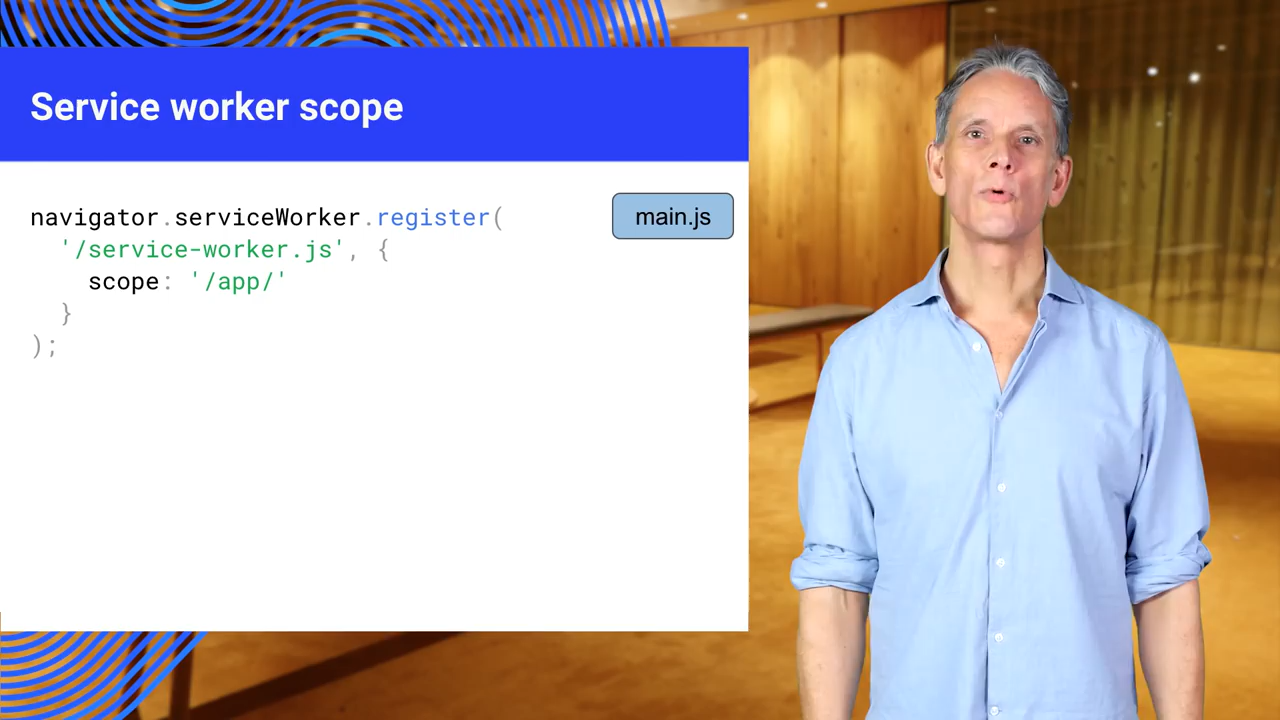 Service worker scope
navigator.serviceWorker.register(
main.js
'/service-worker.js', {
scope: '/app/'
}
);